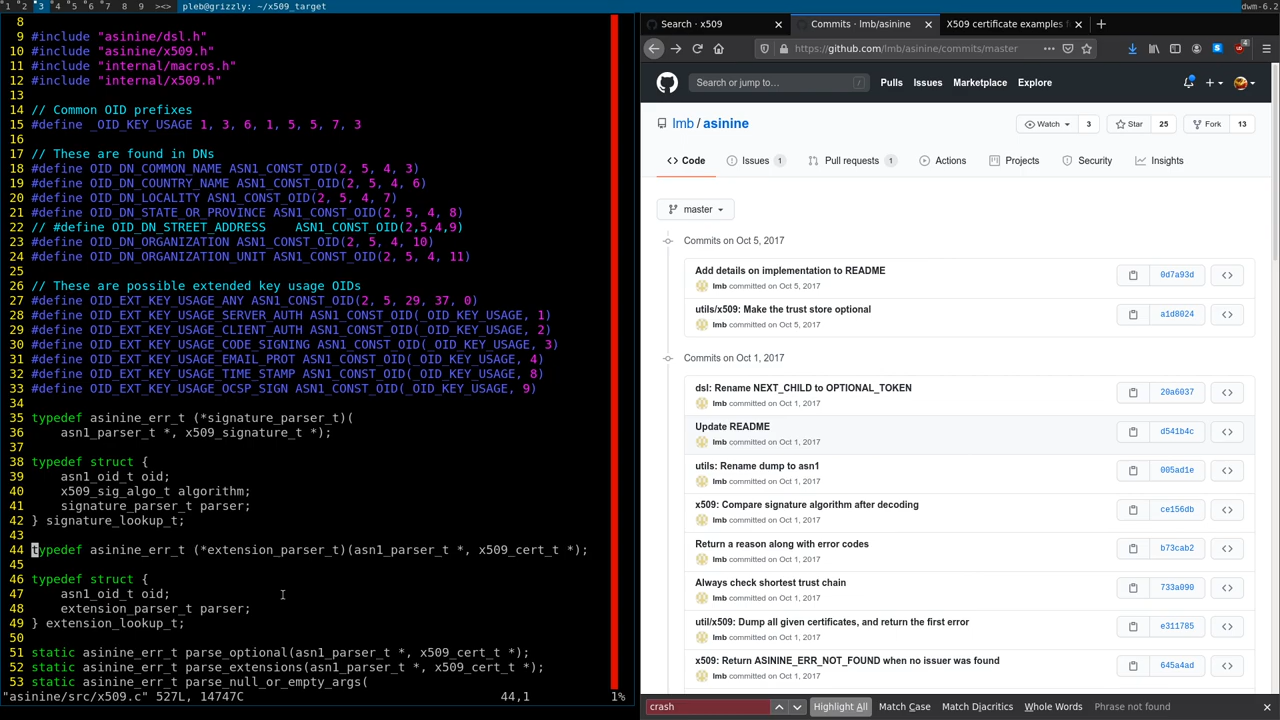 1 2 3 4 5 6 7 8 9 ><> pleb@grizzly: ~/x509_target dwm-6.2
8
9 #include "asinine/dsl.h"
10 #include "asinine/x509.h"
11 #include "internal/macros.h"
12 #include "internal/x509.h"
13
14 // Common OID prefixes
15 #define _OID_KEY_USAGE 1, 3, 6, 1, 5, 5, 7, 3
16
17 // These are found in DNs
18 #define OID_DN_COMMON_NAME ASN1_CONST_OID(2, 5, 4, 3)
19 #define OID_DN_COUNTRY_NAME ASN1_CONST_OID(2, 5, 4, 6)
20 #define OID_DN_LOCALITY ASN1_CONST_OID(2, 5, 4, 7)
21 #define OID_DN_STATE_OR_PROVINCE ASN1_CONST_OID(2, 5, 4, 8)
22 // #define OID_DN_STREET_ADDRESS    ASN1_CONST_OID(2,5,4,9)
23 #define OID_DN_ORGANIZATION ASN1_CONST_OID(2, 5, 4, 10)
24 #define OID_DN_ORGANIZATION_UNIT ASN1_CONST_OID(2, 5, 4, 11)
25
26 // These are possible extended key usage OIDs
27 #define OID_EXT_KEY_USAGE_ANY ASN1_CONST_OID(2, 5, 29, 37, 0)
28 #define OID_EXT_KEY_USAGE_SERVER_AUTH ASN1_CONST_OID(_OID_KEY_USAGE, 1)
29 #define OID_EXT_KEY_USAGE_CLIENT_AUTH ASN1_CONST_OID(_OID_KEY_USAGE, 2)
30 #define OID_EXT_KEY_USAGE_CODE_SIGNING ASN1_CONST_OID(_OID_KEY_USAGE, 3)
31 #define OID_EXT_KEY_USAGE_EMAIL_PROT ASN1_CONST_OID(_OID_KEY_USAGE, 4)
32 #define OID_EXT_KEY_USAGE_TIME_STAMP ASN1_CONST_OID(_OID_KEY_USAGE, 8)
33 #define OID_EXT_KEY_USAGE_OCSP_SIGN ASN1_CONST_OID(_OID_KEY_USAGE, 9)
34
35 typedef asinine_err_t (*signature_parser_t)(
36     asn1_parser_t *, x509_signature_t *);
37
38 typedef struct {
39     asn1_oid_t oid;
40     x509_sig_algo_t algorithm;
41     signature_parser_t parser;
42 } signature_lookup_t;
43
44 typedef asinine_err_t (*extension_parser_t)(asn1_parser_t *, x509_cert_t *);
45
46 typedef struct {
47     asn1_oid_t oid;
48     extension_parser_t parser;
49 } extension_lookup_t;
50
51 static asinine_err_t parse_optional(asn1_parser_t *, x509_cert_t *);
52 static asinine_err_t parse_extensions(asn1_parser_t *, x509_cert_t *);
53 static asinine_err_t parse_null_or_empty_args(
"asinine/src/x509.c" 527L, 14747C 44,1 1%
Search · x509
Commits · lmb/asinine
X509 certificate examples f
https://github.com/lmb/asinine/commits/master
4
Search or jump to... /
Pulls Issues Marketplace Explore
lmb / asinine
Watch 3 Star 25 Fork 13
Code Issues 1 Pull requests 1 Actions Projects Security Insights
master
Commits on Oct 5, 2017
Add details on implementation to README
lmb committed on Oct 5, 2017
0d7a93d
utils/x509: Make the trust store optional
lmb committed on Oct 5, 2017
a1d8024
Commits on Oct 1, 2017
dsl: Rename NEXT_CHILD to OPTIONAL_TOKEN
lmb committed on Oct 1, 2017
20a6037
Update README
lmb committed on Oct 1, 2017
d541b4c
utils: Rename dump to asn1
lmb committed on Oct 1, 2017
005ad1e
x509: Compare signature algorithm after decoding
lmb committed on Oct 1, 2017
ce156db
Return a reason along with error codes
lmb committed on Oct 1, 2017
b73cab2
Always check shortest trust chain
lmb committed on Oct 1, 2017
733a090
util/x509: Dump all given certificates, and return the first error
lmb committed on Oct 1, 2017
e311785
x509: Return ASININE_ERR_NOT_FOUND when no issuer was found
lmb committed on Oct 1, 2017
645a4ad
crash Highlight All Match Case Match Diacritics Whole Words Phrase not found